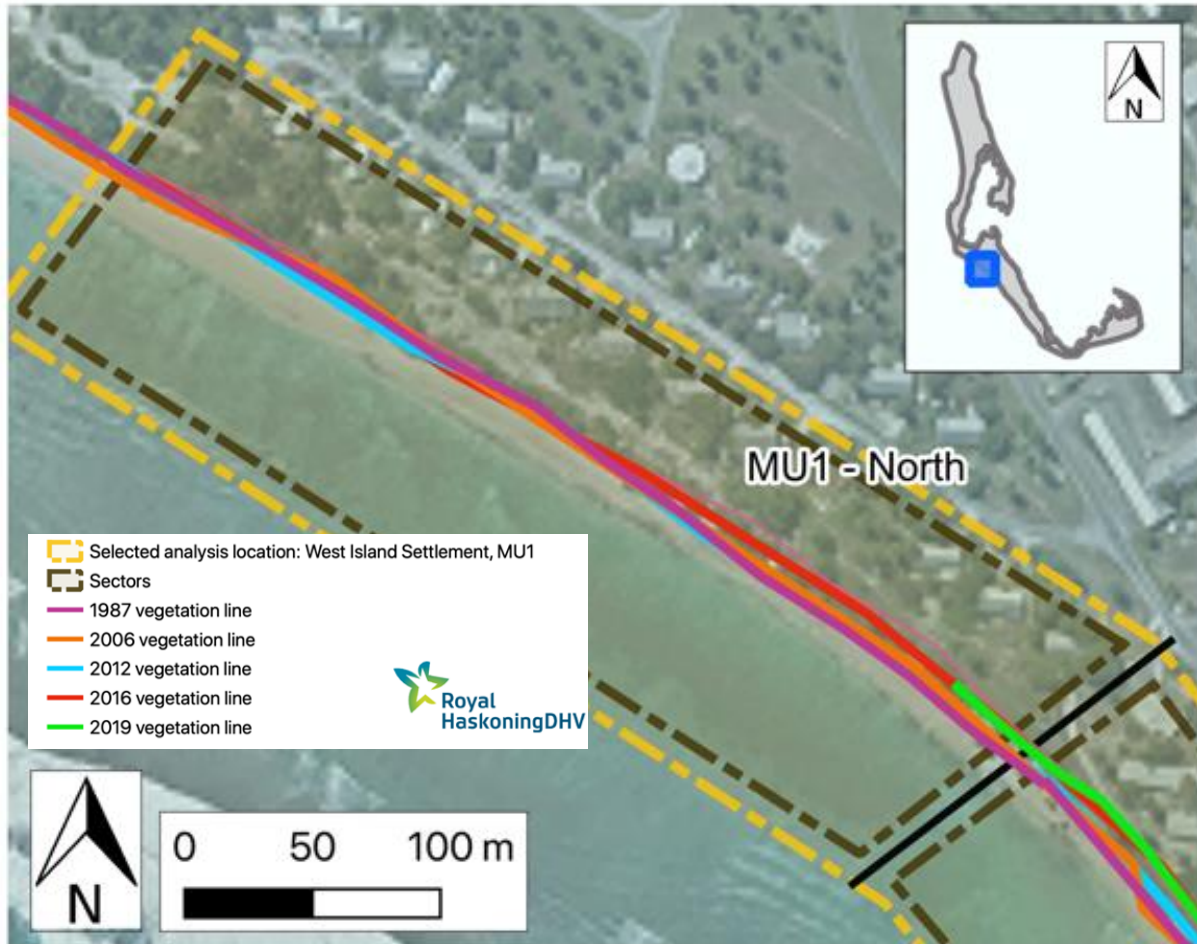 N
MU1 - North
Selected analysis location: West Island Settlement, MU1
Sectors
1987 vegetation line
2006 vegetation line
2012 vegetation line
2016 vegetation line
2019 vegetation line
Royal
HaskoningDHV
N
0 50 100 m